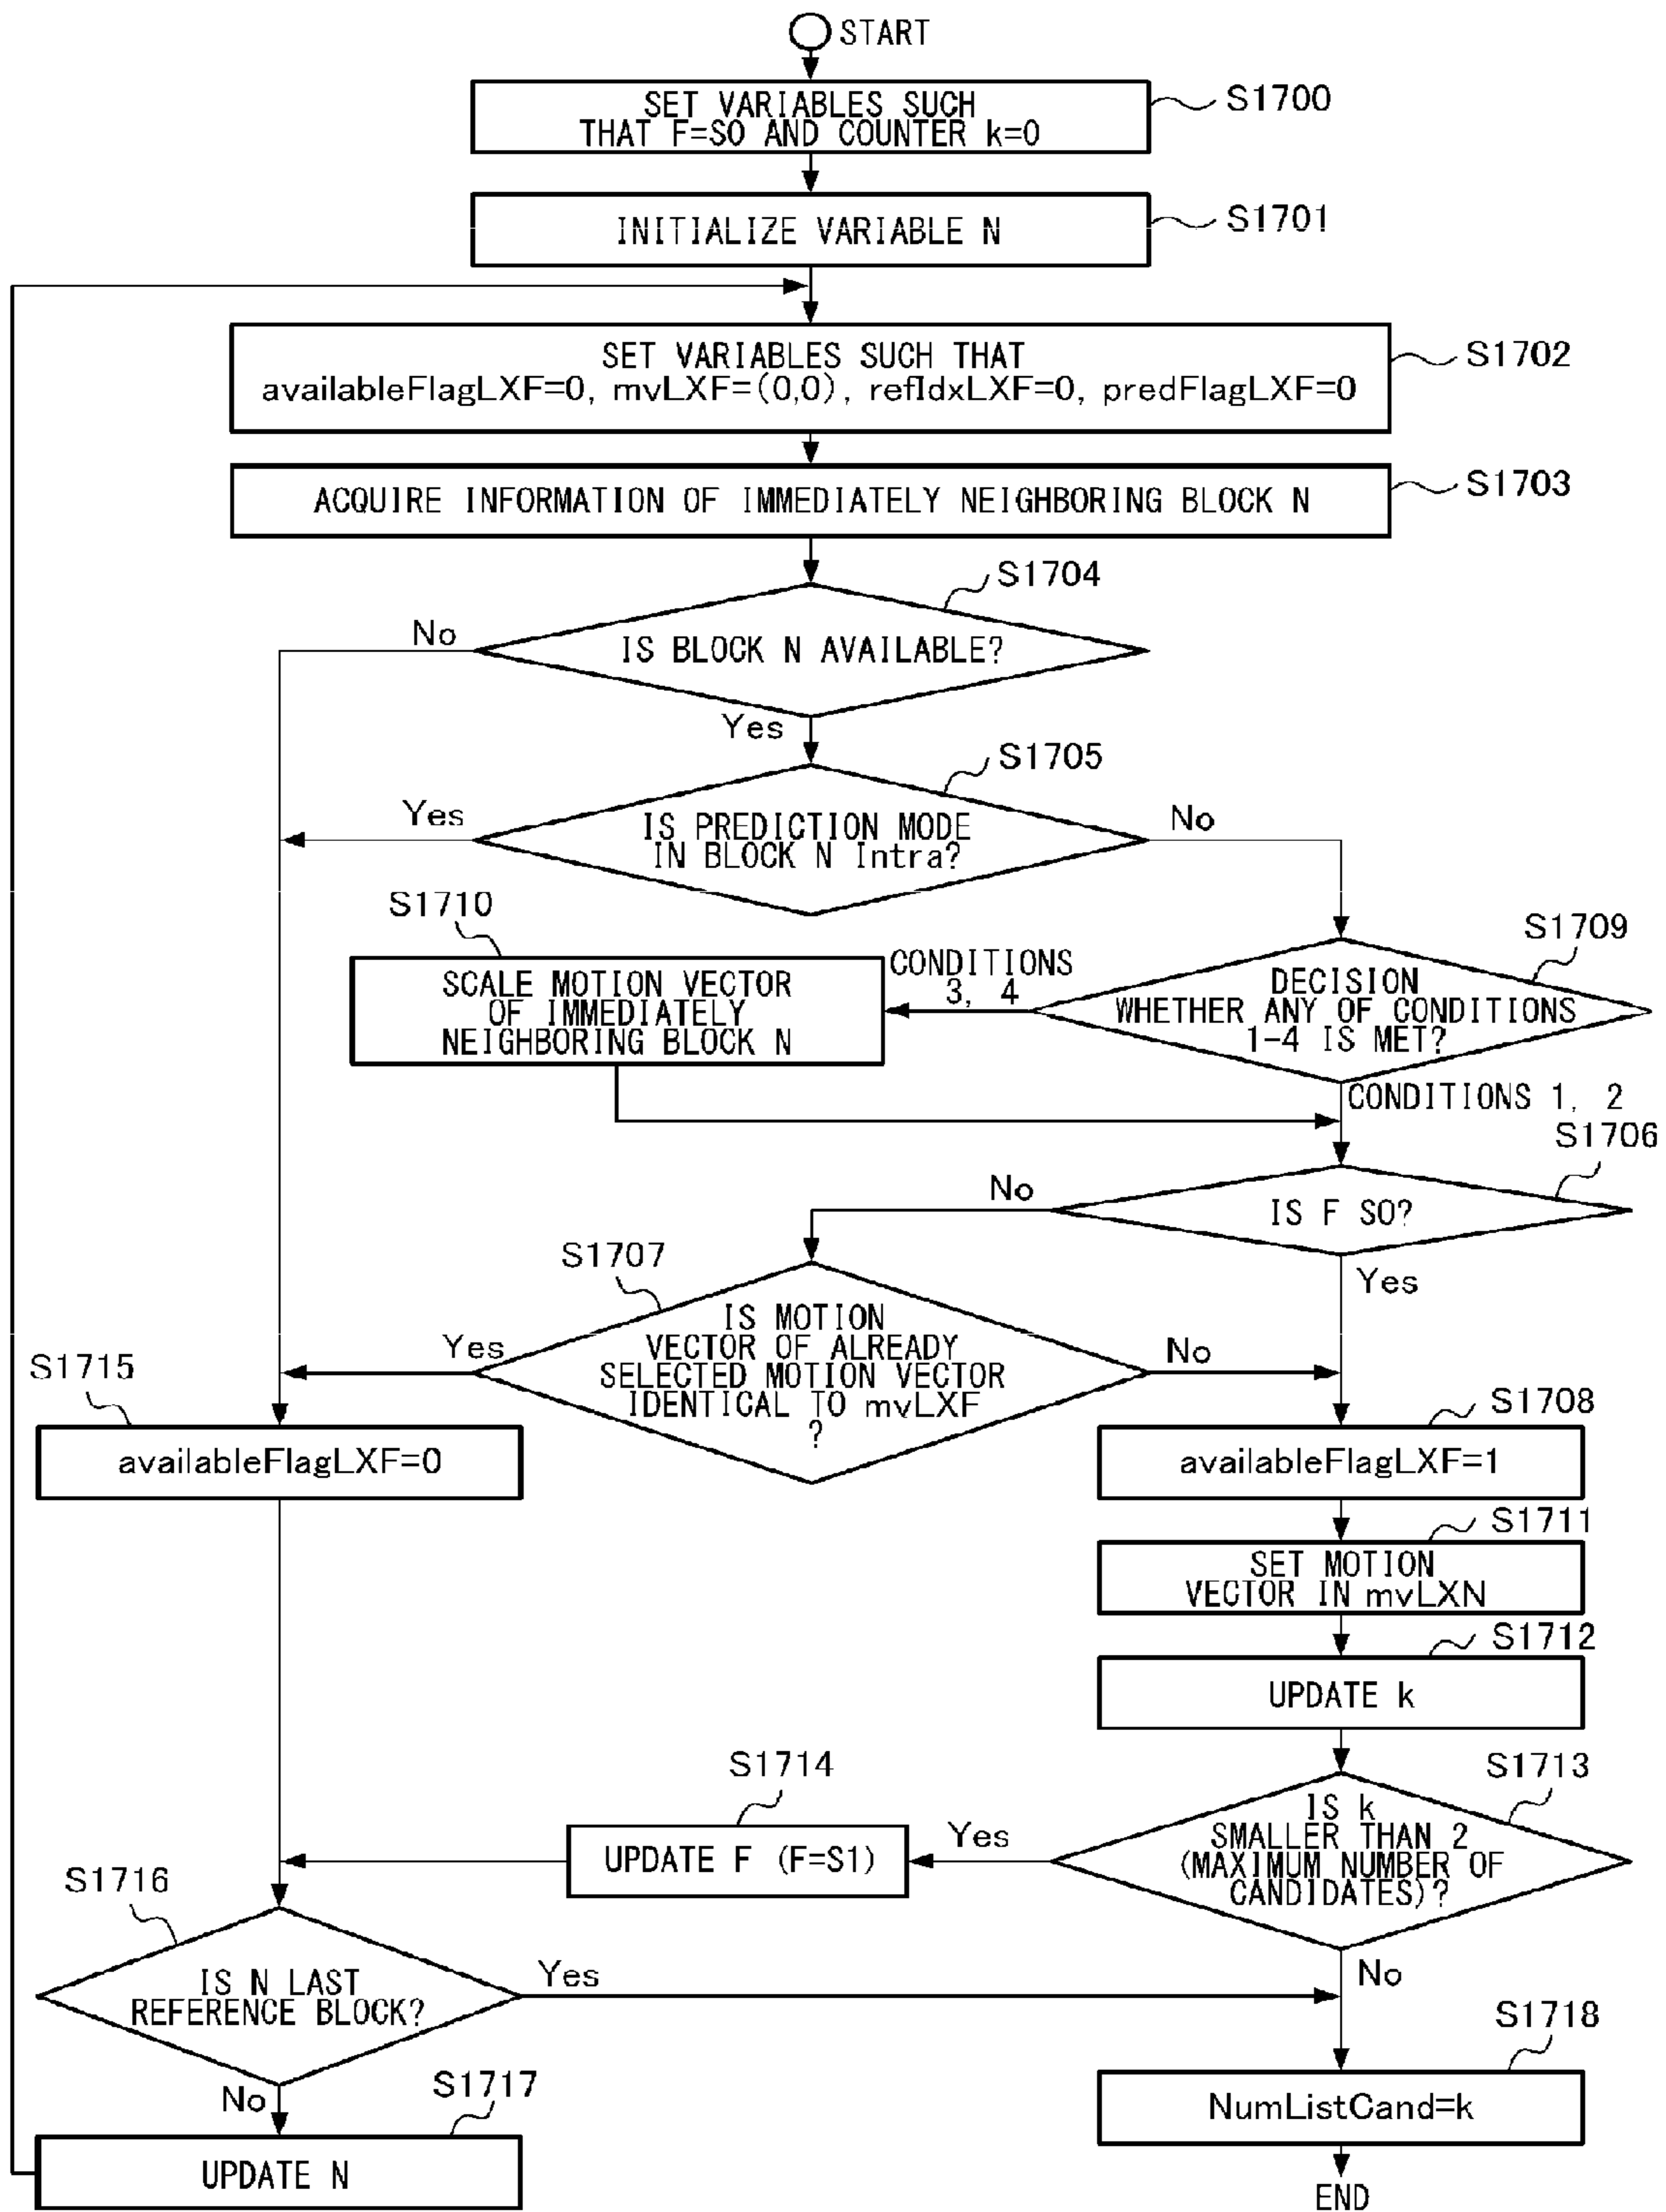 START
SET VARIABLES SUCH
THAT F=S0 AND COUNTER k=0
S1700
INITIALIZE VARIABLE N
S1701
SET VARIABLES SUCH THAT
availableFlagLXF=0, mvLXF=(0,0), refIdxLXF=0, predFlagLXF=0
S1702
ACQUIRE INFORMATION OF IMMEDIATELY NEIGHBORING BLOCK N
S1703
S1704
No
IS BLOCK N AVAILABLE?
Yes
S1705
Yes
IS PREDICTION MODE
IN BLOCK N Intra?
No
S1710
SCALE MOTION VECTOR
OF IMMEDIATELY
NEIGHBORING BLOCK N
CONDITIONS
3, 4
S1709
DECISION
WHETHER ANY OF CONDITIONS
1-4 IS MET?
CONDITIONS 1, 2
S1706
No
IS F S0?
Yes
S1707
Yes
IS MOTION
VECTOR OF ALREADY
SELECTED MOTION VECTOR
IDENTICAL TO mvLXF
?
No
S1715
availableFlagLXF=0
S1708
availableFlagLXF=1
S1711
SET MOTION
VECTOR IN mvLXN
S1712
UPDATE k
S1714
UPDATE F (F=S1)
Yes
S1713
IS k
SMALLER THAN 2
(MAXIMUM NUMBER OF
CANDIDATES)?
No
S1716
IS N LAST
REFERENCE BLOCK?
Yes
No
S1717
UPDATE N
S1718
NumListCand=k
END